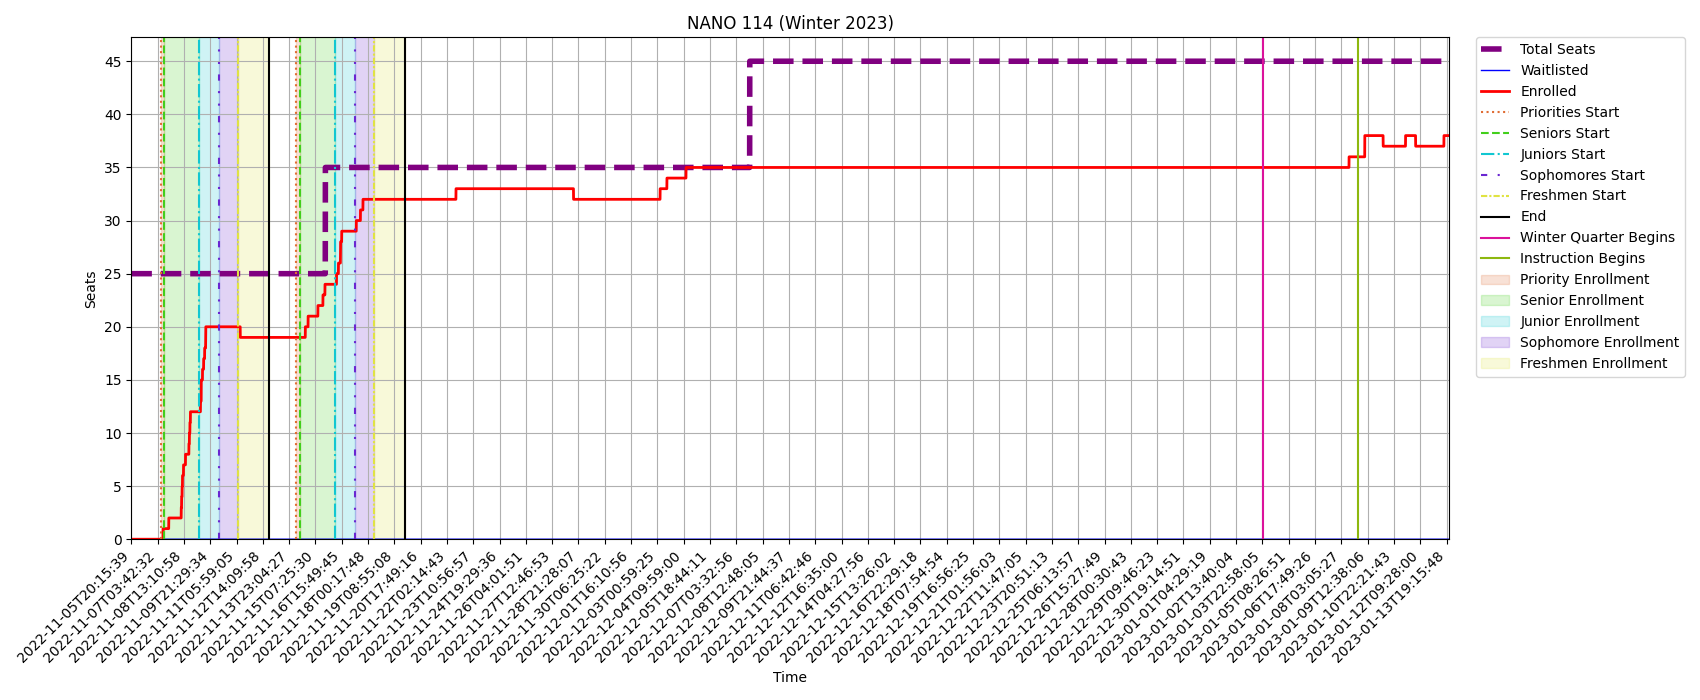 NANO 114 (Winter 2023)
Seats
45
40
35
30
25
20
15
10
5
0
2022-11-05T20:15:39
2022-11-07T03:42:32
2022-11-08T13:10:58
2022-11-09T21:29:34
2022-11-11T05:59:05
2022-11-12T14:09:58
2022-11-13T23:04:27
2022-11-15T07:25:30
2022-11-16T15:49:45
2022-11-18T00:17:48
2022-11-19T08:55:08
2022-11-20T17:49:16
2022-11-22T02:14:43
2022-11-23T10:56:57
2022-11-24T19:29:36
2022-11-26T04:01:51
2022-11-27T12:46:53
2022-11-28T21:28:07
2022-11-30T06:25:22
2022-12-01T16:10:56
2022-12-03T00:59:25
2022-12-04T09:59:00
2022-12-05T18:44:11
2022-12-07T03:32:56
2022-12-08T12:48:05
2022-12-09T21:44:37
2022-12-11T06:42:46
2022-12-12T16:35:00
2022-12-14T04:27:56
2022-12-15T13:26:02
2022-12-16T22:29:18
2022-12-18T07:54:54
2022-12-19T16:56:25
2022-12-21T01:56:03
2022-12-22T11:47:05
2022-12-23T20:51:13
2022-12-25T06:13:57
2022-12-26T15:27:49
2022-12-28T00:30:43
2022-12-29T09:46:23
2022-12-30T19:14:51
2023-01-01T04:29:19
2023-01-02T13:40:04
2023-01-03T22:58:05
2023-01-05T08:26:51
2023-01-06T17:49:26
2023-01-08T03:05:27
2023-01-09T12:38:06
2023-01-10T22:21:43
2023-01-12T09:28:00
2023-01-13T19:15:48
Time
Total Seats
Waitlisted
Enrolled
Priorities Start
Seniors Start
Juniors Start
Sophomores Start
Freshmen Start
End
Winter Quarter Begins
Instruction Begins
Priority Enrollment
Senior Enrollment
Junior Enrollment
Sophomore Enrollment
Freshmen Enrollment